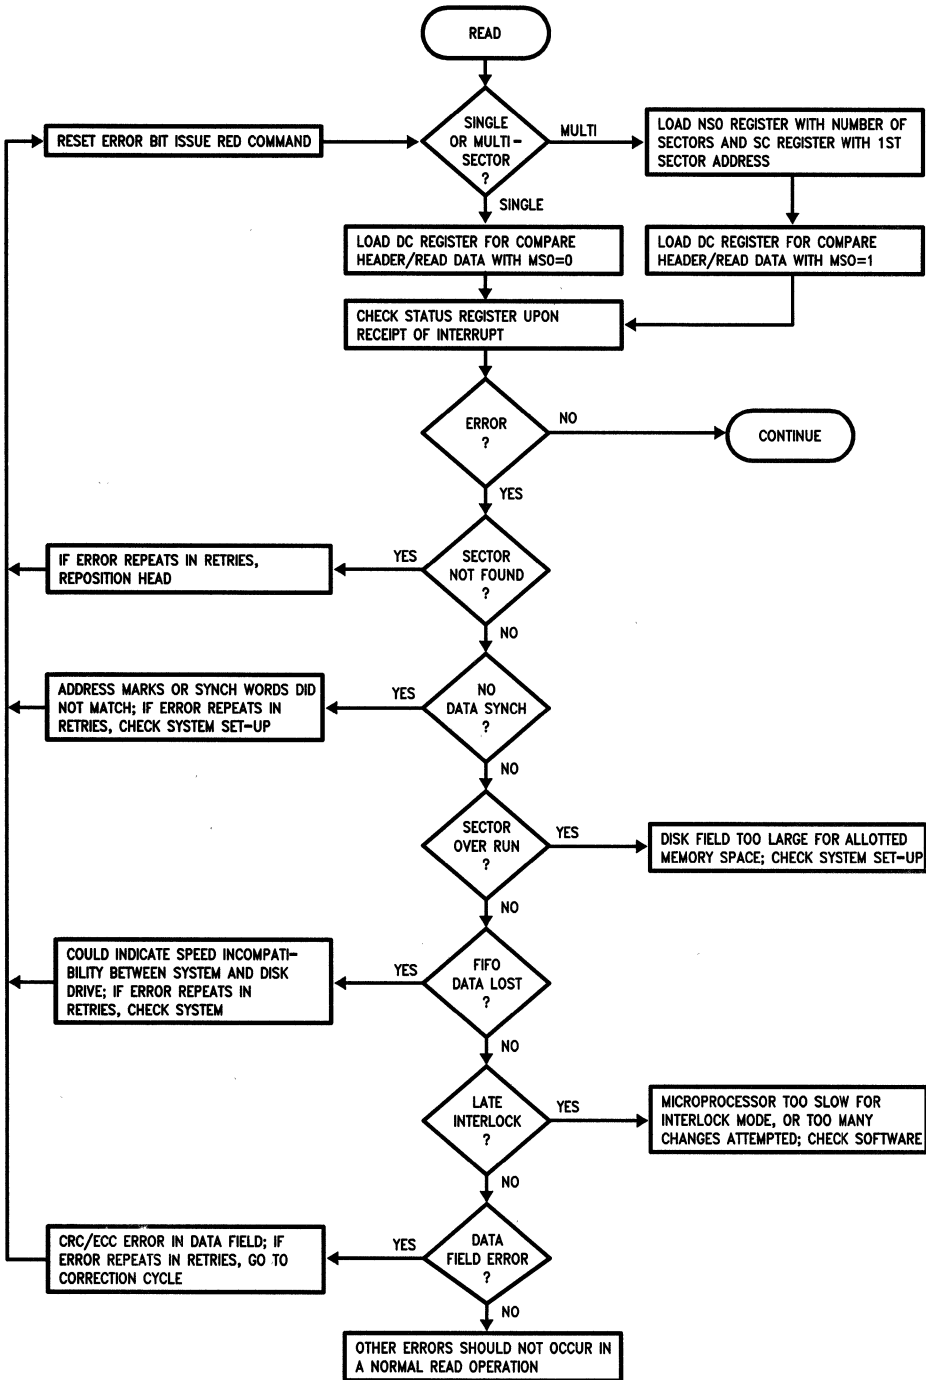 READ
SINGLE
OR MULTI-
SECTOR
?
MULTI
SINGLE
RESET ERROR BIT ISSUE RED COMMAND
LOAD NSO REGISTER WITH NUMBER OF
SECTORS AND SC REGISTER WITH 1ST
SECTOR ADDRESS
LOAD DC REGISTER FOR COMPARE
HEADER/READ DATA WITH MSO=0
LOAD DC REGISTER FOR COMPARE
HEADER/READ DATA WITH MSO=1
CHECK STATUS REGISTER UPON
RECEIPT OF INTERRUPT
ERROR
?
NO
CONTINUE
YES
SECTOR
NOT FOUND
?
YES
IF ERROR REPEATS IN RETRIES,
REPOSITION HEAD
NO
NO
DATA SYNCH
?
YES
ADDRESS MARKS OR SYNCH WORDS DID
NOT MATCH; IF ERROR REPEATS IN
RETRIES, CHECK SYSTEM SET-UP
NO
SECTOR
OVER RUN
?
YES
DISK FIELD TOO LARGE FOR ALLOTTED
MEMORY SPACE; CHECK SYSTEM SET-UP
NO
FIFO
DATA LOST
?
YES
COULD INDICATE SPEED INCOMPATI-
BILITY BETWEEN SYSTEM AND DISK
DRIVE; IF ERROR REPEATS IN
RETRIES, CHECK SYSTEM
NO
LATE
INTERLOCK
?
YES
MICROPROCESSOR TOO SLOW FOR
INTERLOCK MODE, OR TOO MANY
CHANGES ATTEMPTED; CHECK SOFTWARE
NO
DATA
FIELD ERROR
?
YES
CRC/ECC ERROR IN DATA FIELD; IF
ERROR REPEATS IN RETRIES, GO TO
CORRECTION CYCLE
NO
OTHER ERRORS SHOULD NOT OCCUR IN
A NORMAL READ OPERATION